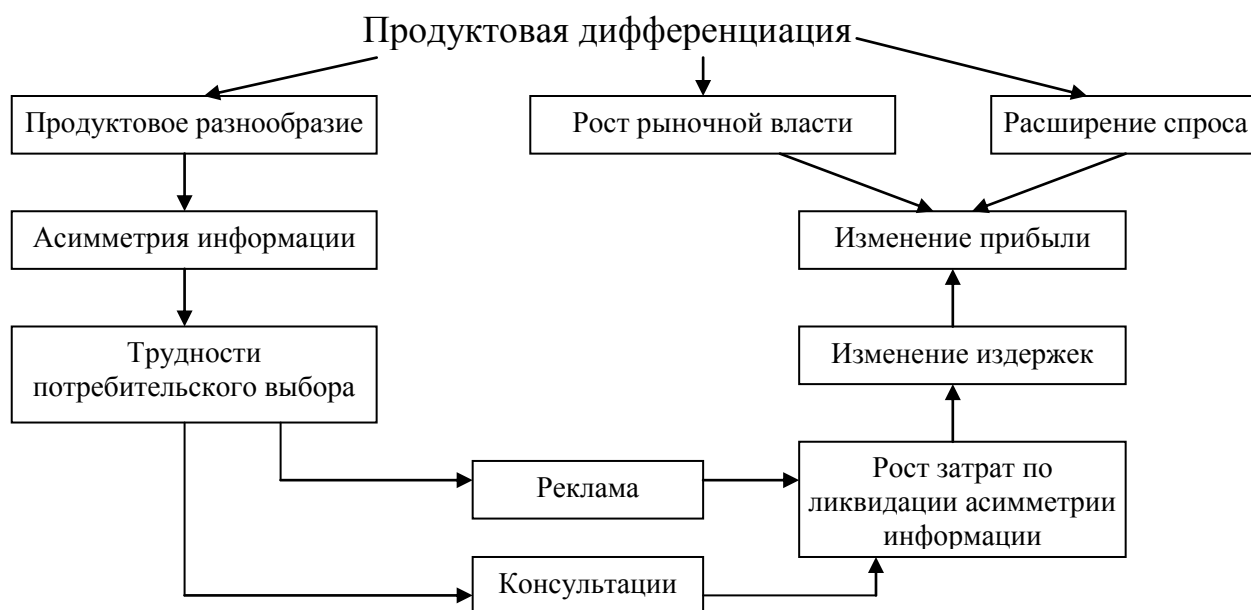 Продуктовая дифференциация
Продуктовое разнообразие
Рост рыночной власти
Расширение спроса
Асимметрия информации
Изменение прибыли
Трудности
потребительского выбора
Изменение издержек
Реклама
Рост затрат по
ликвидации асимметрии
информации
Консультации